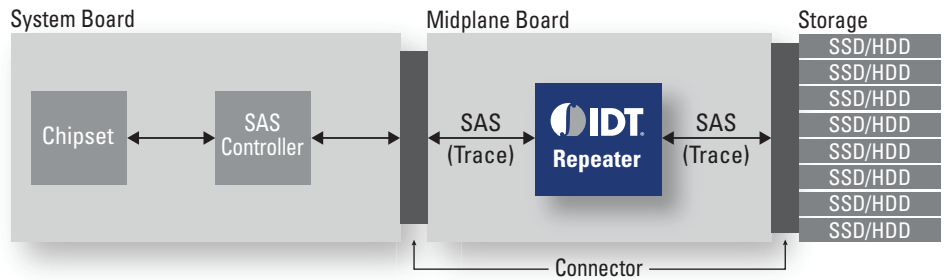 System Board
Midplane Board
Storage
Chipset
SAS
Controller
SAS
(Trace)
IDT.
Repeater
SAS
(Trace)
SSD/HDD
SSD/HDD
SSD/HDD
SSD/HDD
SSD/HDD
SSD/HDD
SSD/HDD
SSD/HDD
Connector